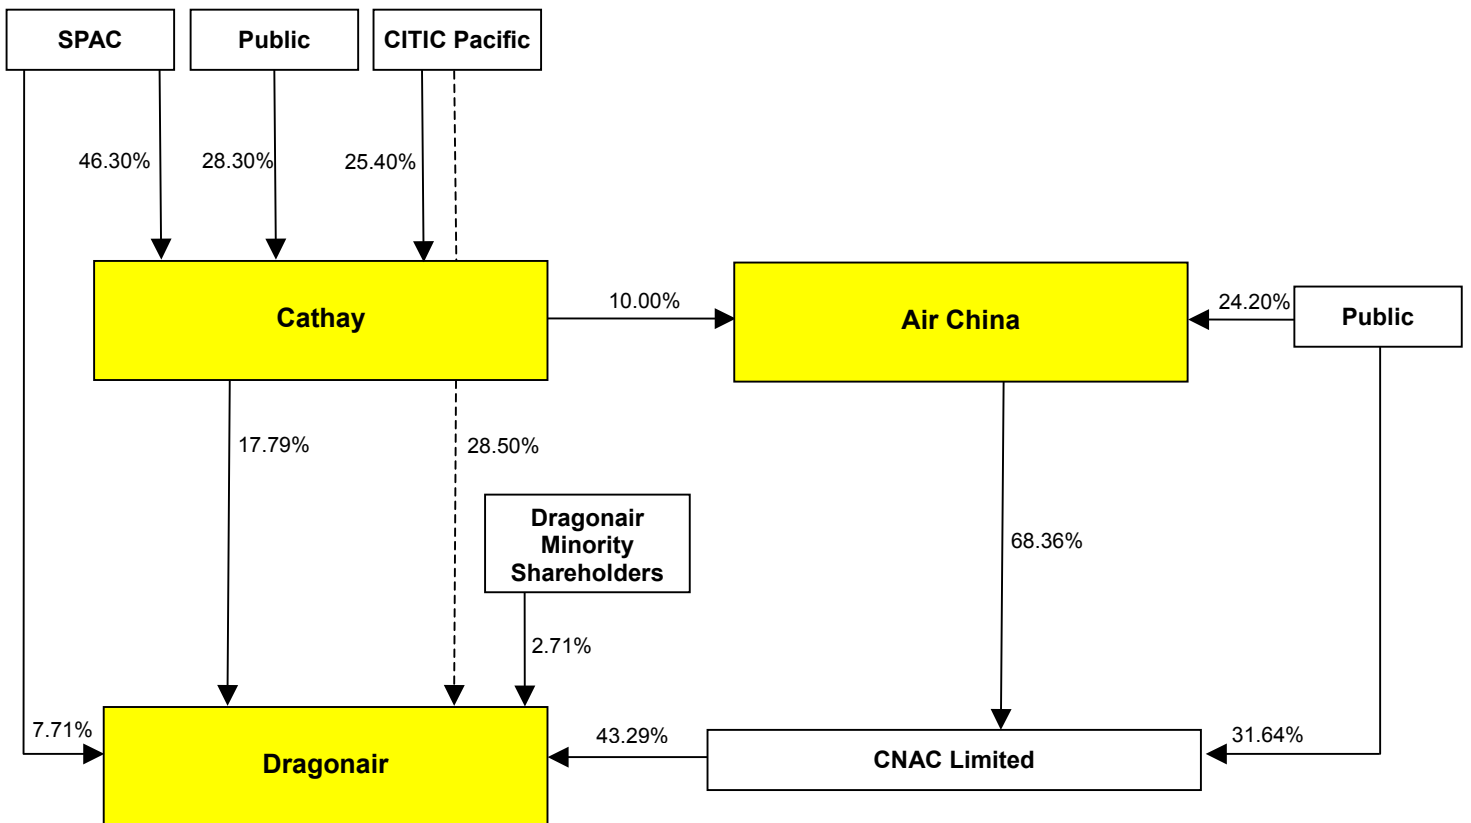 SPAC
Public
CITIC Pacific
46.30%
28.30%
25.40%
Cathay
10.00%
Air China
24.20%
Public
17.79%
28.50%
Dragonair
Minority
Shareholders
68.36%
2.71%
7.71%
Dragonair
43.29%
CNAC Limited
31.64%